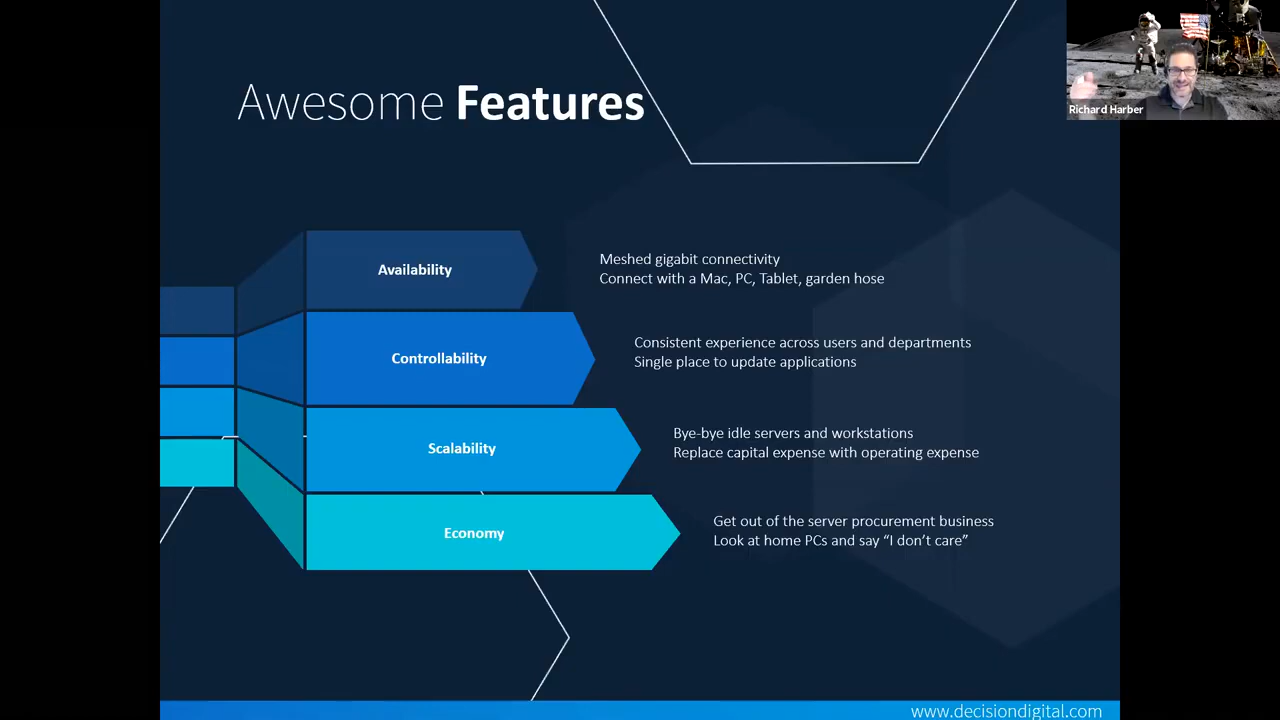 Awesome Features
Richard Harber
Availability
Meshed gigabit connectivity
Connect with a Mac, PC, Tablet, garden hose
Controllability
Consistent experience across users and departments
Single place to update applications
Scalability
Bye-bye idle servers and workstations
Replace capital expense with operating expense
Economy
Get out of the server procurement business
Look at home PCs and say “I don’t care”
www.decisiondigital.com